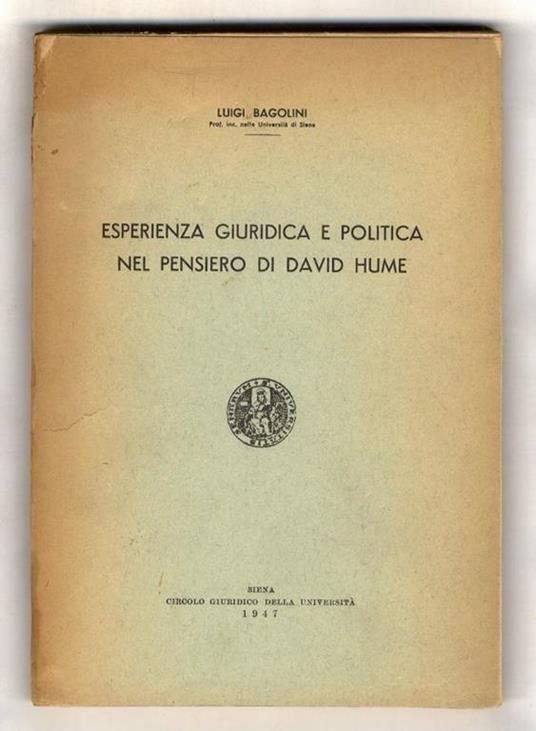 LUIGI BAGOLINI
Prof. inc. nella Università di Siena
ESPERIENZA GIURIDICA E POLITICA
NEL PENSIERO DI DAVID HUME
SIENA
CIRCOLO GIURIDICO DELLA UNIVERSITÀ
1947